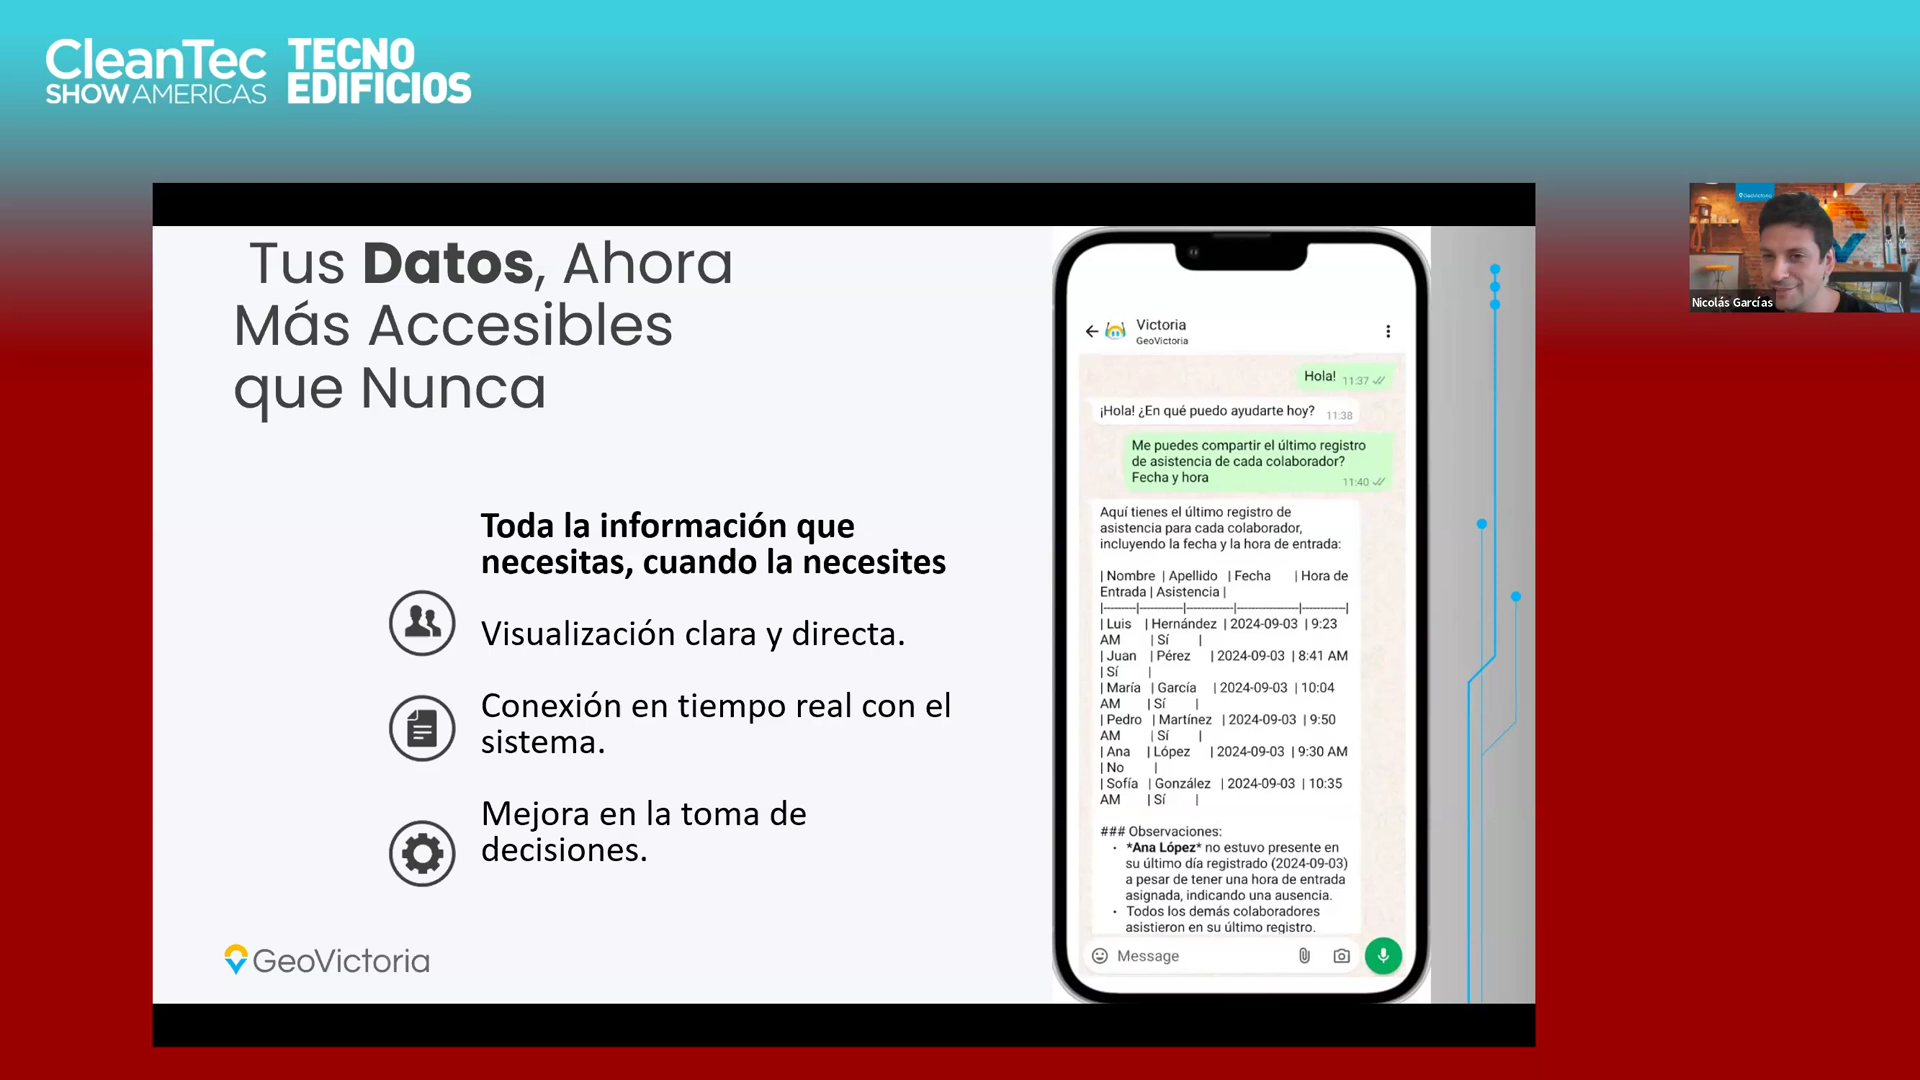 CleanTec
SHOW AMERICAS
TECNO
EDIFICIOS
GeoVictoria
Nicolás Garcías
Tus Datos, Ahora
Más Accesibles
que Nunca
Toda la información que
necesitas, cuando la necesites
Visualización clara y directa.
Conexión en tiempo real con el
sistema.
Mejora en la toma de
decisiones.
GeoVictoria
Victoria
GeoVictoria
Hola! 11:37
¡Hola! ¿En qué puedo ayudarte hoy? 11:38
Me puedes compartir el último registro
de asistencia de cada colaborador?
Fecha y hora 11:40
Aquí tienes el último registro de
asistencia para cada colaborador,
incluyendo la fecha y la hora de entrada:
| Nombre | Apellido | Fecha | Hora de
Entrada | Asistencia |
|---------|------------|-------------|-----------------|------------|
| Luis | Hernández | 2024-09-03 | 9:23
AM | Sí |
| Juan | Pérez | 2024-09-03 | 8:41 AM
| Sí |
| María | García | 2024-09-03 | 10:04
AM | Sí |
| Pedro | Martínez | 2024-09-03 | 9:50
AM | Sí |
| Ana | López | 2024-09-03 | 9:30 AM
| No |
| Sofía | González | 2024-09-03 | 10:35
AM | Sí |
### Observaciones:
· *Ana López* no estuvo presente en
su último día registrado (2024-09-03)
a pesar de tener una hora de entrada
asignada, indicando una ausencia.
· Todos los demás colaboradores
asistieron en su último registro.
Message